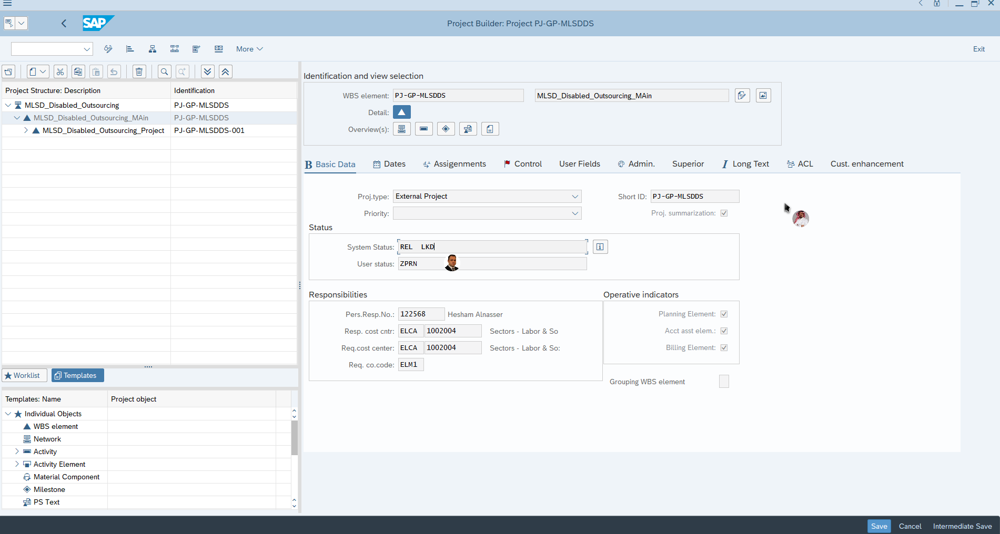 SAP
Project Builder: Project PJ-GP-MLSDDS
More
Exit
Project Structure: Description Identification
MLSD_Disabled_Outsourcing PJ-GP-MLSDDS
MLSD_Disabled_Outsourcing_MAin PJ-GP-MLSDDS
MLSD_Disabled_Outsourcing_Project PJ-GP-MLSDDS-001
Identification and view selection
WBS element: PJ-GP-MLSDDS MLSD_Disabled_Outsourcing_MAin
Detail:
Overview(s):
B Basic Data Dates Assigenments Control User Fields Admin. Superior I Long Text ACL Cust. enhancement
Proj.type: External Project Short ID: PJ-GP-MLSDDS
Priority: Proj. summarization:
Status
System Status: REL LKD
User status: ZPRN
Responsibilities Operative indicators
Pers.Resp.No.: 122568 Hesham Alnasser Planning Element:
Resp. cost cntr: ELCA 1002004 Sectors - Labor & So Acct asst elem.:
Req.cost center: ELCA 1002004 Sectors - Labor & So: Billing Element:
Req. co.code: ELM1
Grouping WBS element
Worklist Templates
Templates: Name Project object
Individual Objects
WBS element
Network
Activity
Activity Element
Material Component
Milestone
PS Text
Save Cancel Intermediate Save